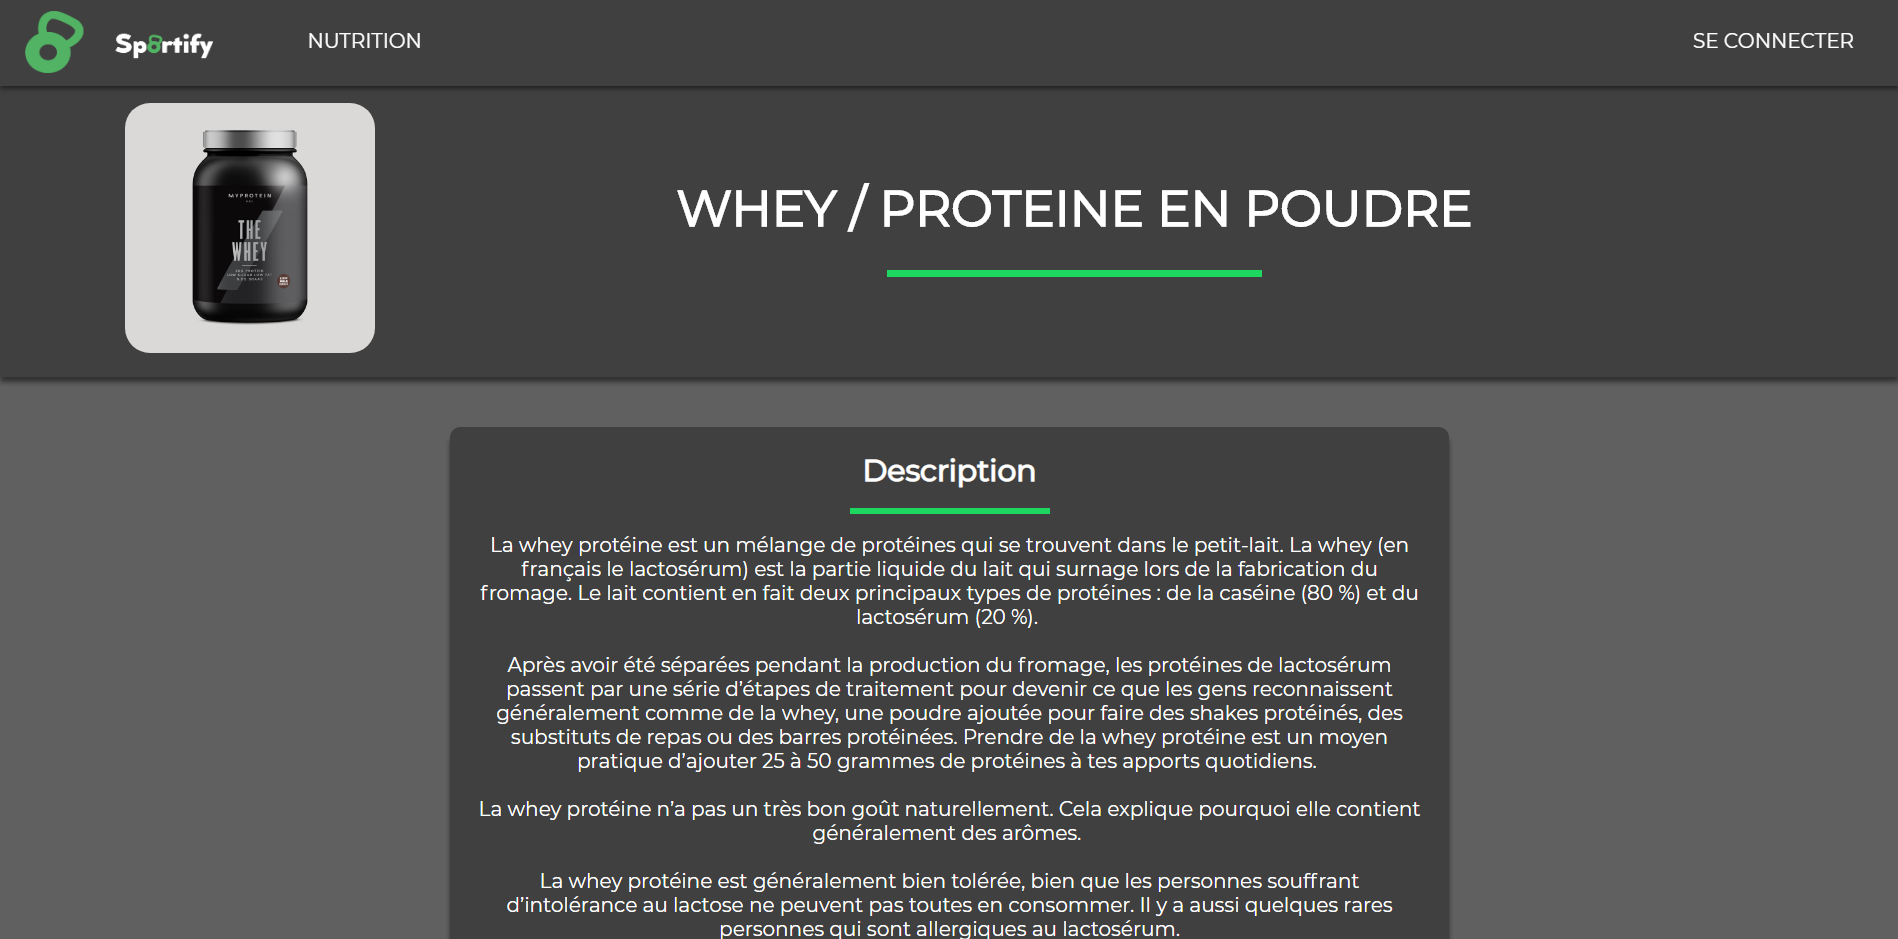 Sportify
NUTRITION
SE CONNECTER
MYPROTEIN
THE
WHEY
WHEY / PROTEINE EN POUDRE
Description
La whey protéine est un mélange de protéines qui se trouvent dans le petit-lait. La whey (en
français le lactosérum) est la partie liquide du lait qui surnage lors de la fabrication du
fromage. Le lait contient en fait deux principaux types de protéines : de la caséine (80 %) et du
lactosérum (20 %).
Après avoir été séparées pendant la production du fromage, les protéines de lactosérum
passent par une série d’étapes de traitement pour devenir ce que les gens reconnaissent
généralement comme de la whey, une poudre ajoutée pour faire des shakes protéinés, des
substituts de repas ou des barres protéinées. Prendre de la whey protéine est un moyen
pratique d’ajouter 25 à 50 grammes de protéines à tes apports quotidiens.
La whey protéine n’a pas un très bon goût naturellement. Cela explique pourquoi elle contient
généralement des arômes.
La whey protéine est généralement bien tolérée, bien que les personnes souffrant
d’intolérance au lactose ne peuvent pas toutes en consommer. Il y a aussi quelques rares
personnes qui sont allergiques au lactosérum.